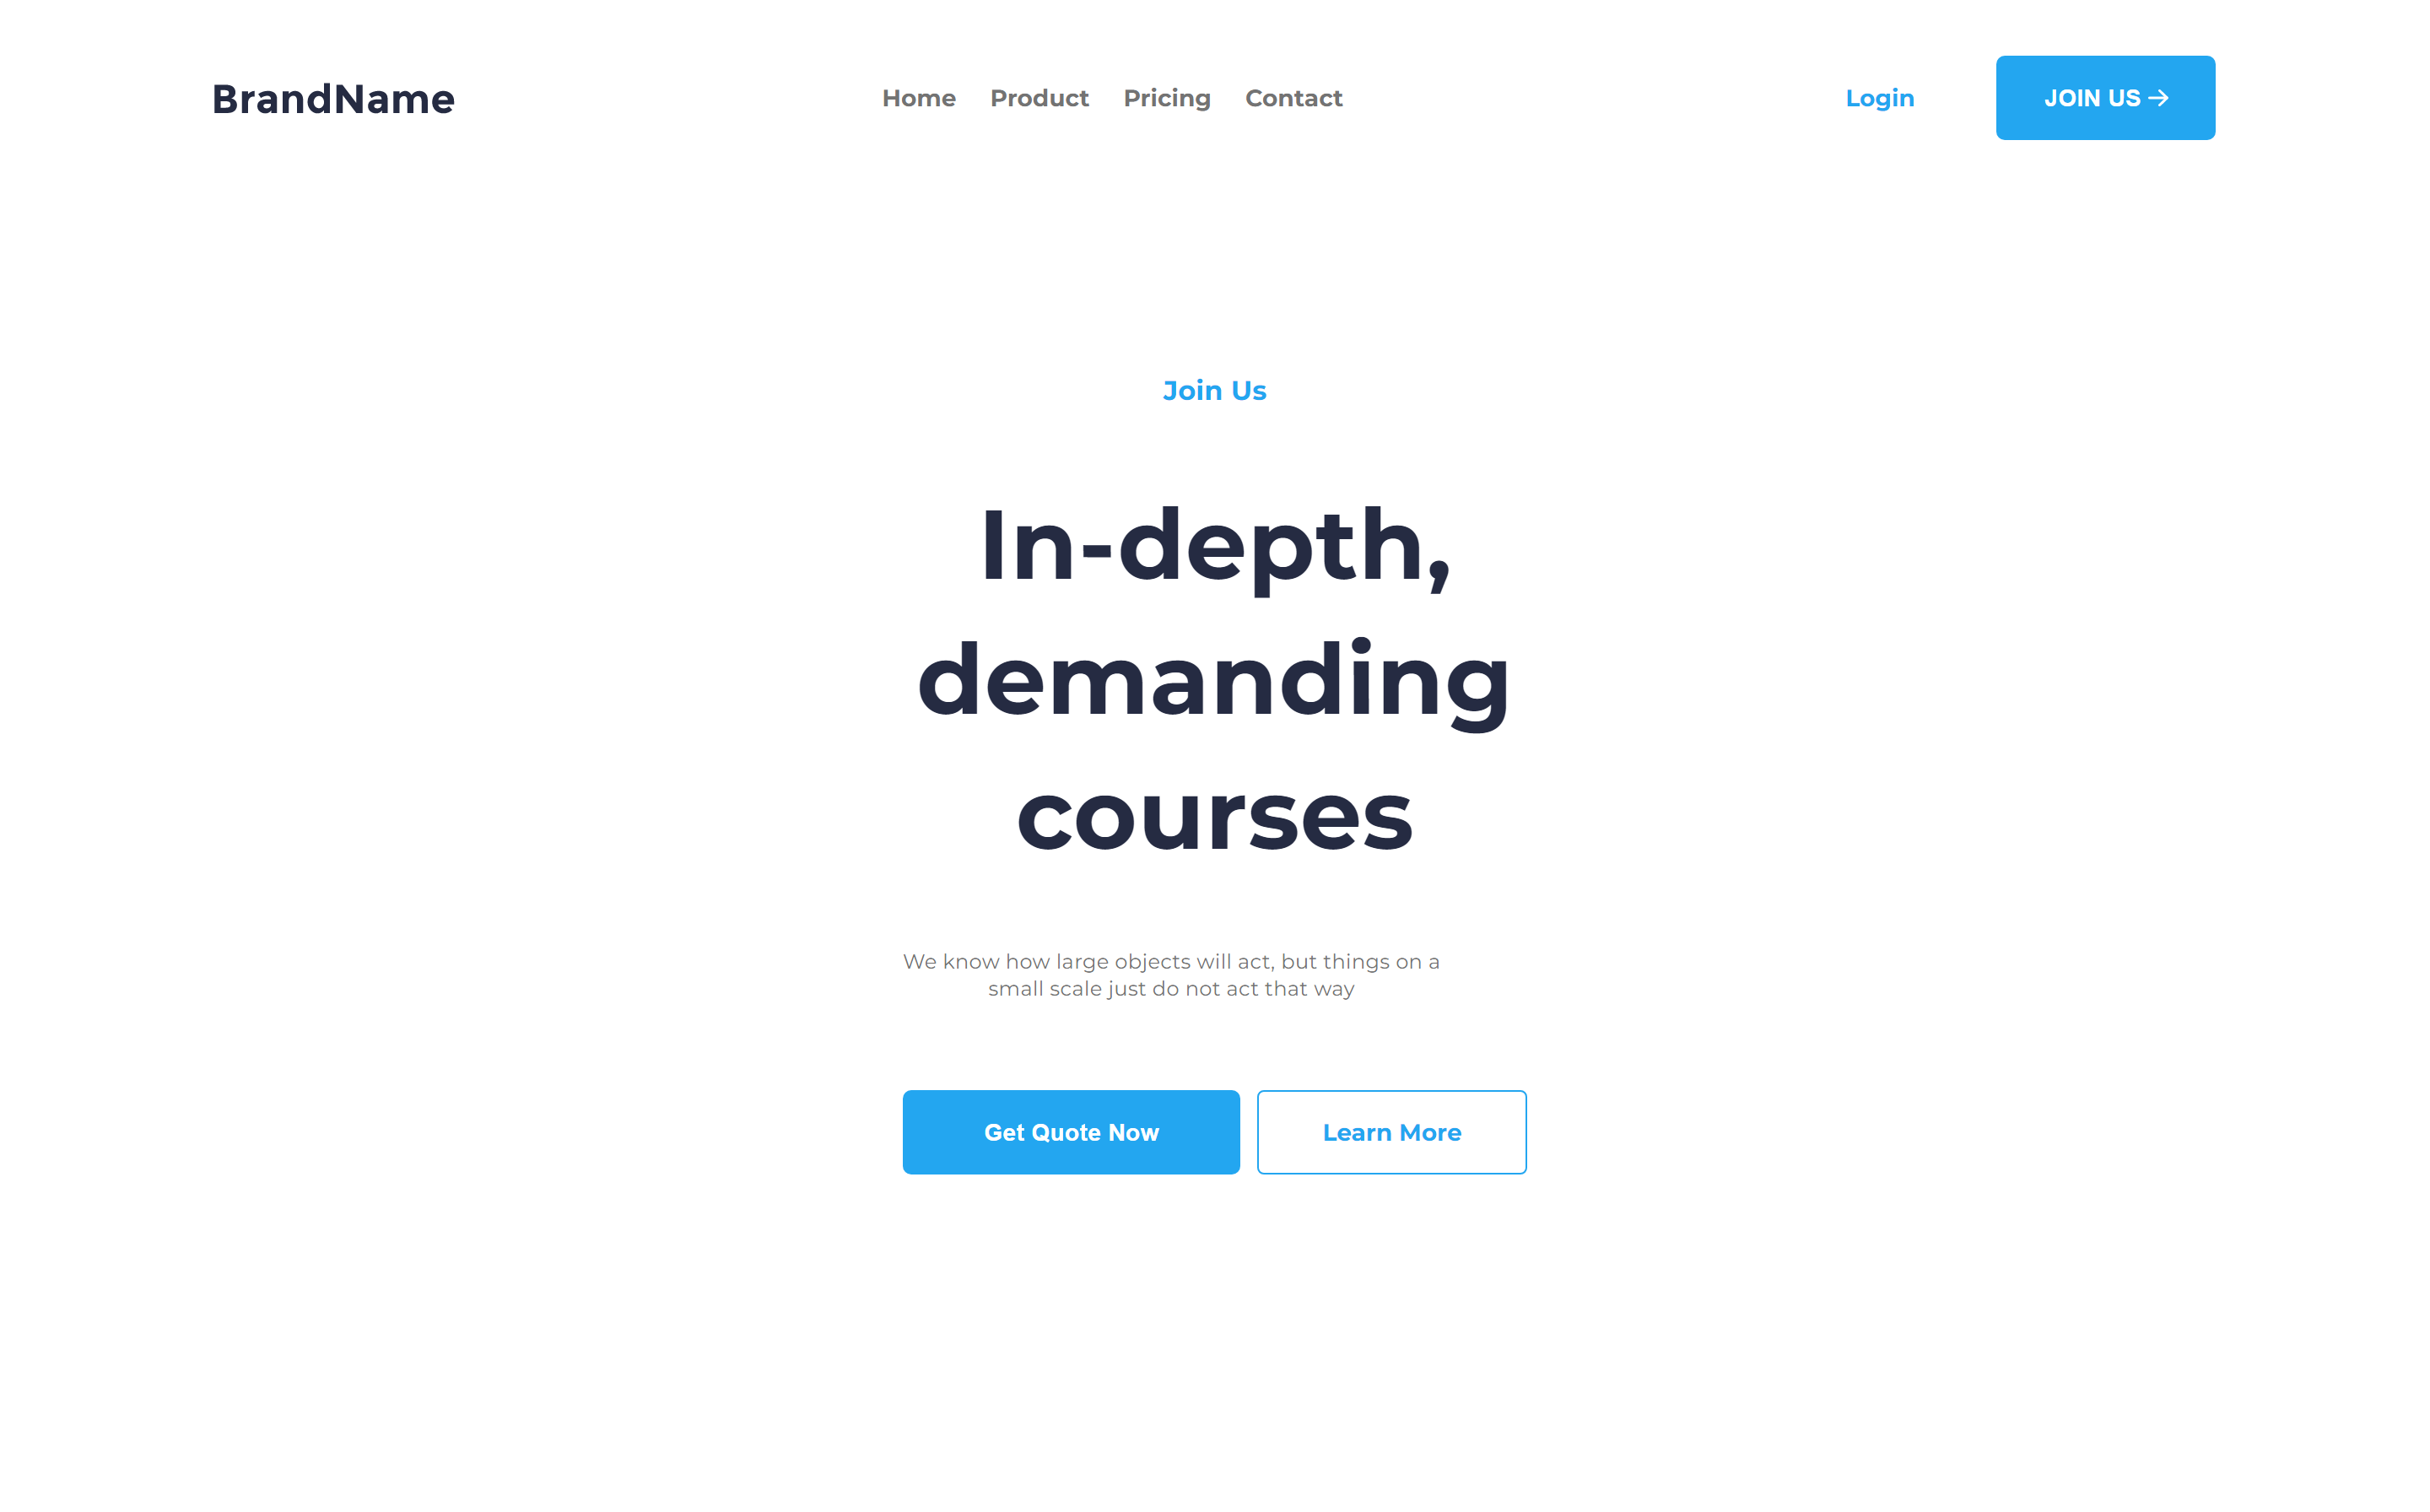 BrandName
Home Product Pricing Contact
Login
JOIN US
Join Us
In-depth,
demanding
courses
We know how large objects will act, but things on a
small scale just do not act that way
Get Quote Now
Learn More